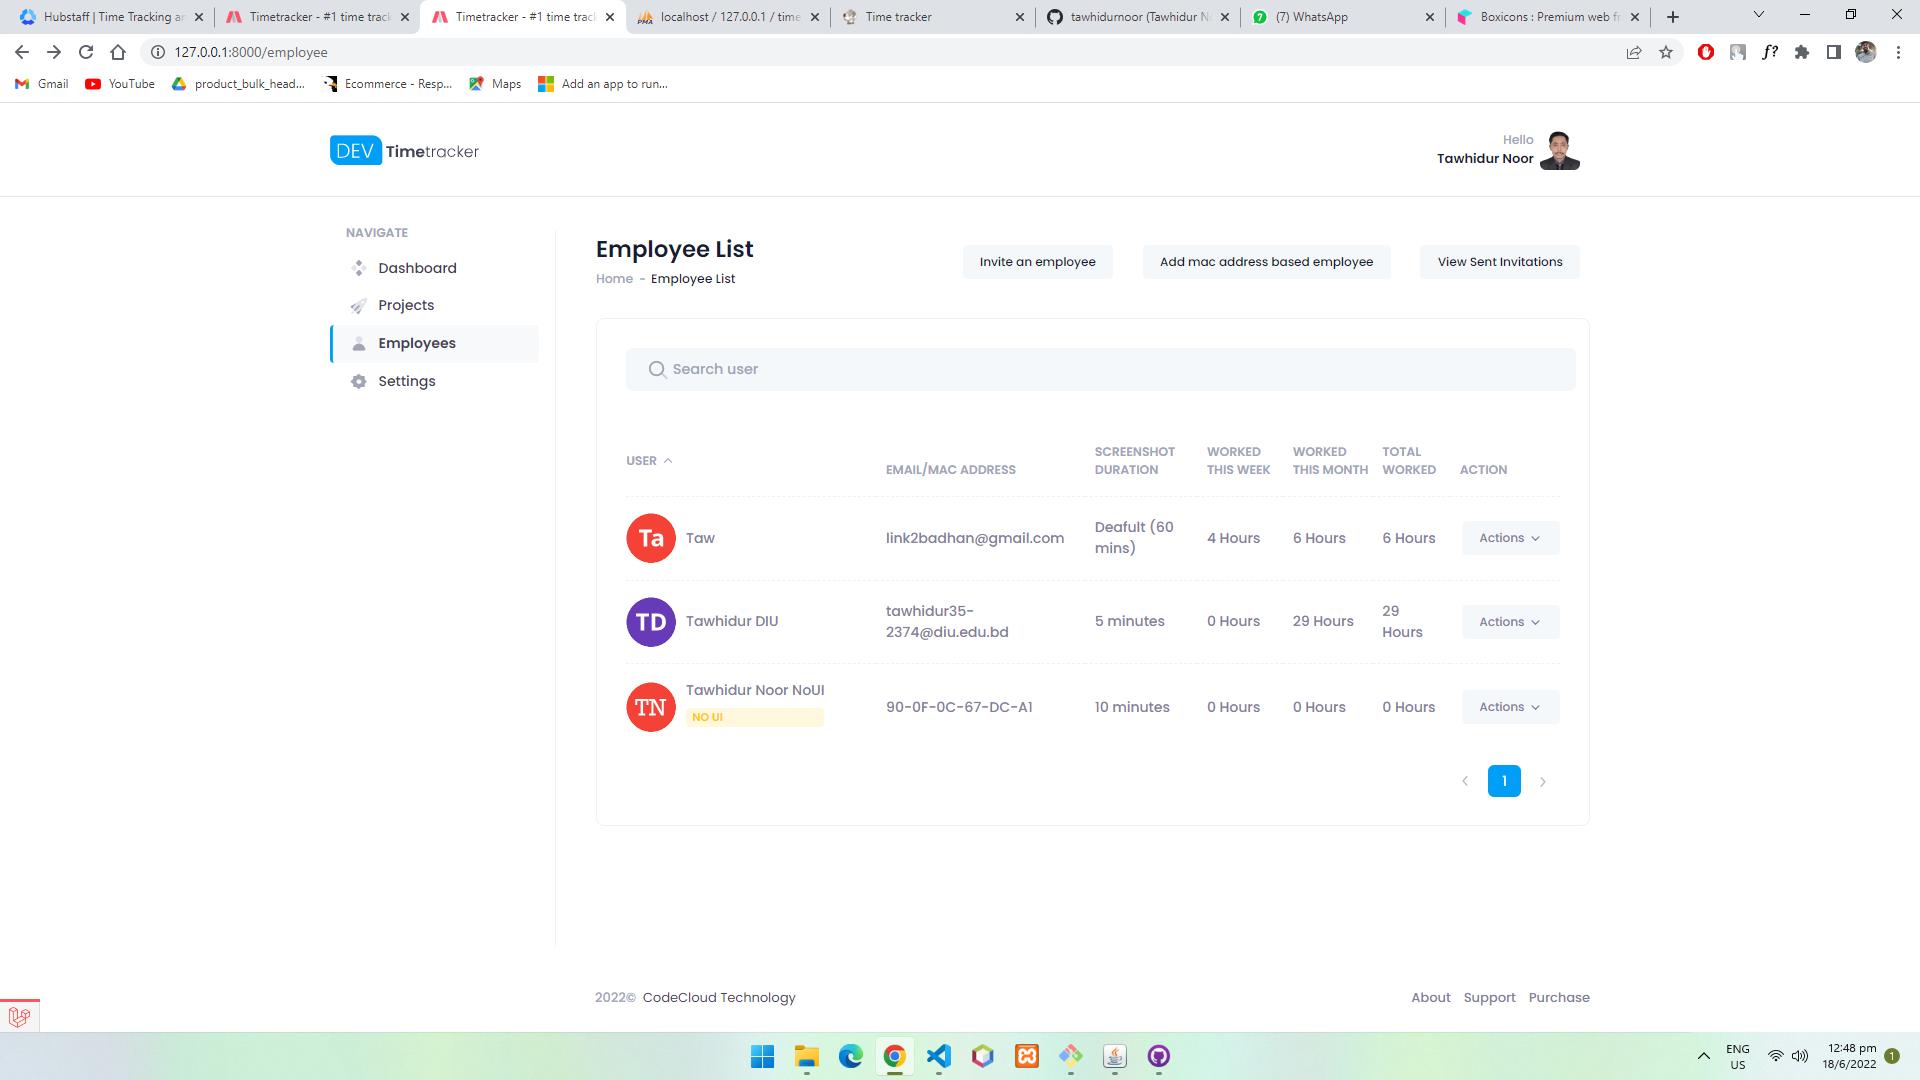 Hubstaff | Time Tracking an
Timetracker - #1 time track
Timetracker - #1 time track
localhost / 127.0.0.1 / time
Time tracker
tawhidurnoor (Tawhidur N
(7) WhatsApp
Boxicons : Premium web fr
127.0.0.1:8000/employee
Gmail
YouTube
product_bulk_head...
Ecommerce - Resp...
Maps
Add an app to run...
DEV Timetracker
Hello
Tawhidur Noor
NAVIGATE
Dashboard
Projects
Employees
Settings
Employee List
Home - Employee List
Invite an employee
Add mac address based employee
View Sent Invitations
Search user
USER
EMAIL/MAC ADDRESS
SCREENSHOT DURATION
WORKED THIS WEEK
WORKED THIS MONTH
TOTAL WORKED
ACTION
Ta Taw link2badhan@gmail.com Deafult (60 mins) 4 Hours 6 Hours 6 Hours Actions
TD Tawhidur DIU tawhidur35-2374@diu.edu.bd 5 minutes 0 Hours 29 Hours 29 Hours Actions
TN Tawhidur Noor NoUI 90-0F-0C-67-DC-A1 10 minutes 0 Hours 0 Hours 0 Hours Actions
NO UI
1
2022© CodeCloud Technology
About Support Purchase
ENG
US
12:48 pm
18/6/2022
1